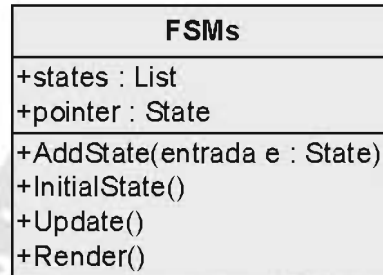 FSMs
+states : List
+pointer : State
+AddState(entrada e : State)
+InitialState()
+Update()
+Render()